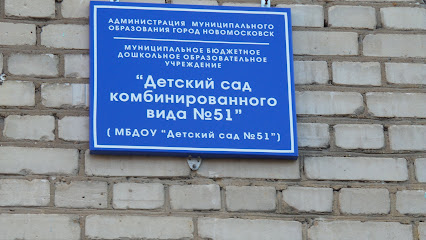 АДМИНИСТРАЦИЯ МУНИЦИПАЛЬНОГО
ОБРАЗОВАНИЯ ГОРОД НОВОМОСКОВСК
МУНИЦИПАЛЬНОЕ БЮДЖЕТНОЕ
ДОШКОЛЬНОЕ ОБРАЗОВАТЕЛЬНОЕ
УЧРЕЖДЕНИЕ
“Детский сад
комбинированного
вида №51”
( МБДОУ “Детский сад №51”)